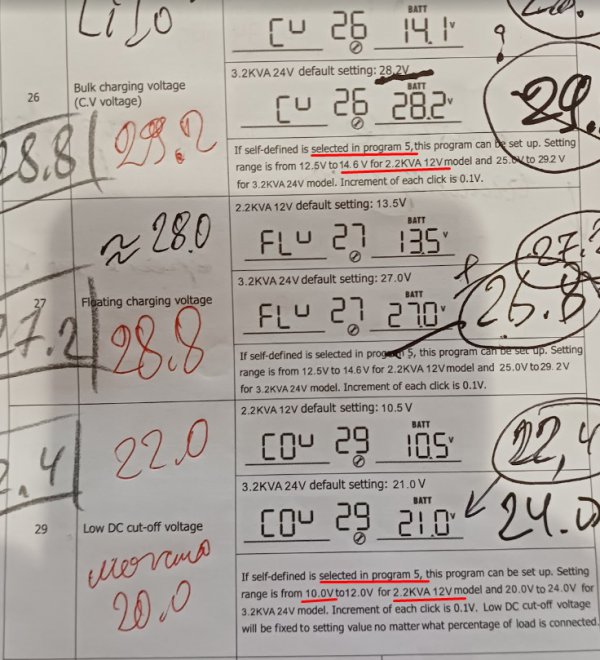 LiIo
CU 26 BATT 14.1v
3.2KVA 24V default setting: 28.2V
26
Bulk charging voltage
(C.V voltage)
CU 26 BATT 28.2v
29.
28.8
29.2
If self-defined is selected in program 5, this program can be set up. Setting
range is from 12.5V to 14.6 V for 2.2KVA 12V model and 25.0V to 29.2 V
for 3.2KVA 24V model. Increment of each click is 0.1V.
2.2KVA 12V default setting: 13.5V
≈ 28.0
FLU 27 BATT 13.5v
27.2
3.2KVA 24V default setting: 27.0V
27
Floating charging voltage
FLU 27 BATT 27.0v
26.8
27.2
28.8
If self-defined is selected in program 5, this program can be set up. Setting
range is from 12.5V to 14.6V for 2.2KVA 12V model and 25.0V to 29. 2V
for 3.2KVA 24V model. Increment of each click is 0.1V.
2.2KVA 12V default setting: 10.5V
22.0
COU 29 BATT 10.5v
22,4
2.4
3.2KVA 24V default setting: 21.0V
COU 29 BATT 21.0v
24.0
29
Low DC cut-off voltage
20.0
If self-defined is selected in program 5, this program can be set up. Setting
range is from 10.0V to12.0V for 2.2KVA 12V model and 20.0V to 24.0V for
3.2KVA 24V model. Increment of each click is 0.1V. Low DC cut-off voltage
will be fixed to setting value no matter what percentage of load is connected.